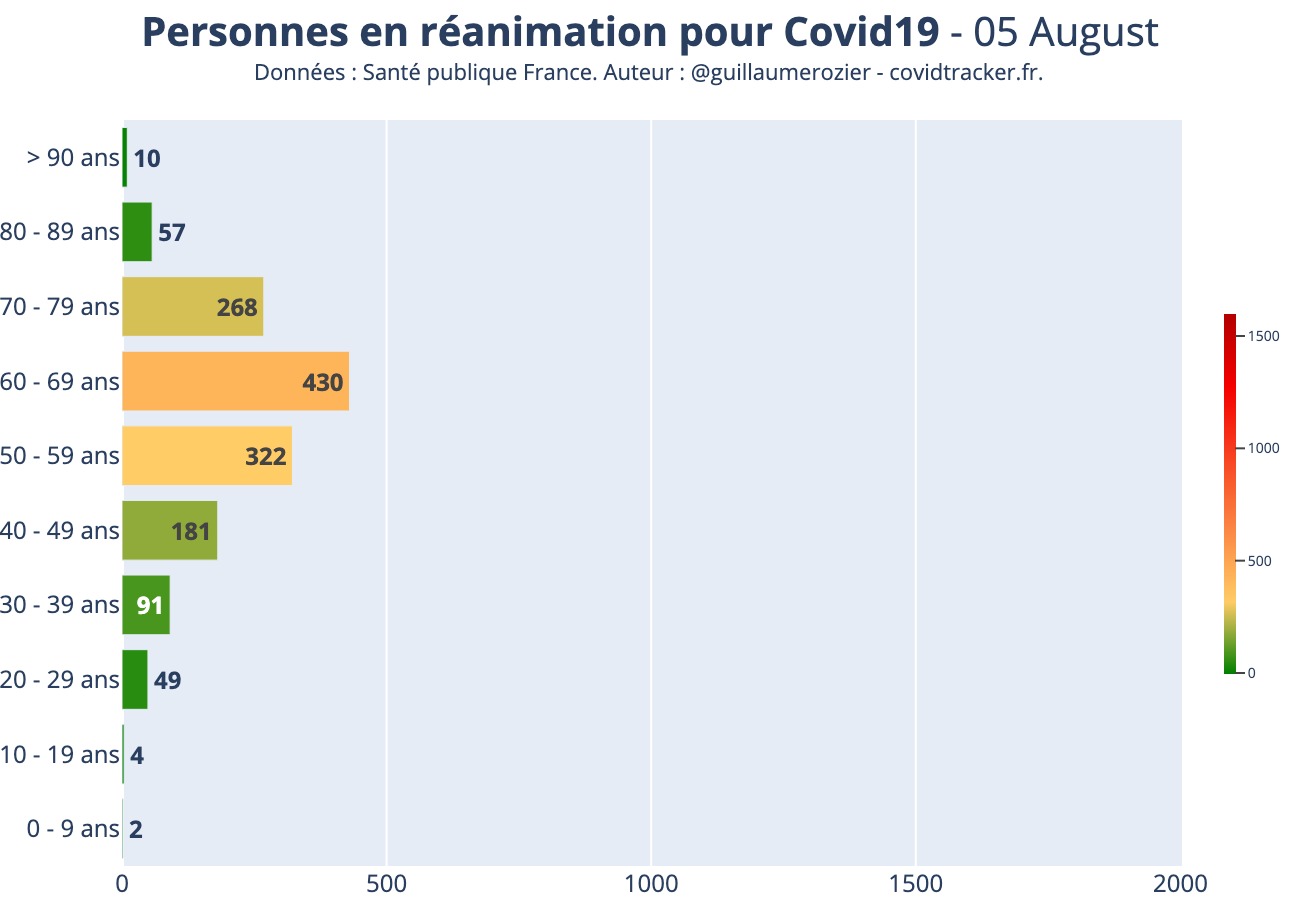 Personnes en réanimation pour Covid19 - 05 August
Données : Santé publique France. Auteur : @guillaumerozier - covidtracker.fr.
> 90 ans 10
80 - 89 ans 57
70 - 79 ans 268
60 - 69 ans 430
50 - 59 ans 322
40 - 49 ans 181
30 - 39 ans 91
20 - 29 ans 49
10 - 19 ans 4
0 - 9 ans 2
0 500 1000 1500 2000
1500
1000
500
0